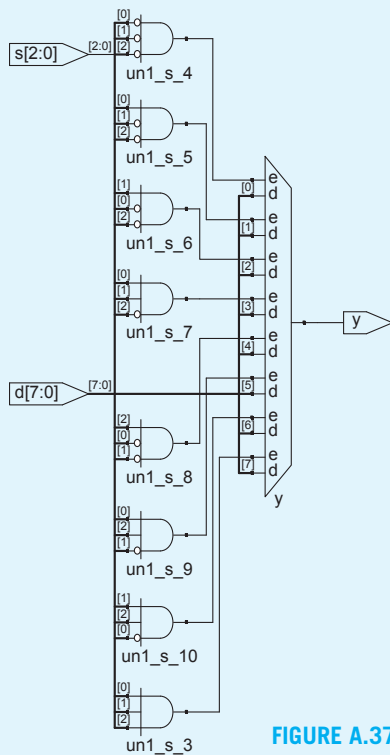 [0]
[1]
s[2:0]
[2:0]
[2]
un1_s_4
[0]
[1]
[2]
un1_s_5
[1]
[0]
[2]
un1_s_6
[0]
[1]
[2]
un1_s_7
d[7:0]
[7:0]
[2]
[0]
[1]
un1_s_8
[0]
[2]
[1]
un1_s_9
[1]
[2]
[0]
un1_s_10
[0]
[1]
[2]
un1_s_3
e
[0] d
e
[1] d
e
[2] d
e
[3] d
e
[4] d
e
[5] d
e
[6] d
e
[7] d
y
y
FIGURE A.37